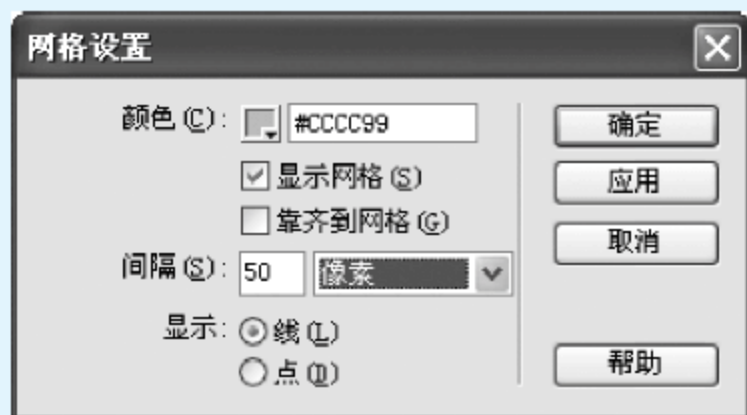 网格设置
颜色(C): #CCCC99
确定
显示网格(S)
应用
靠齐到网格(G)
取消
间隔(S): 50 像素
显示: 线(L)
点(D)
帮助